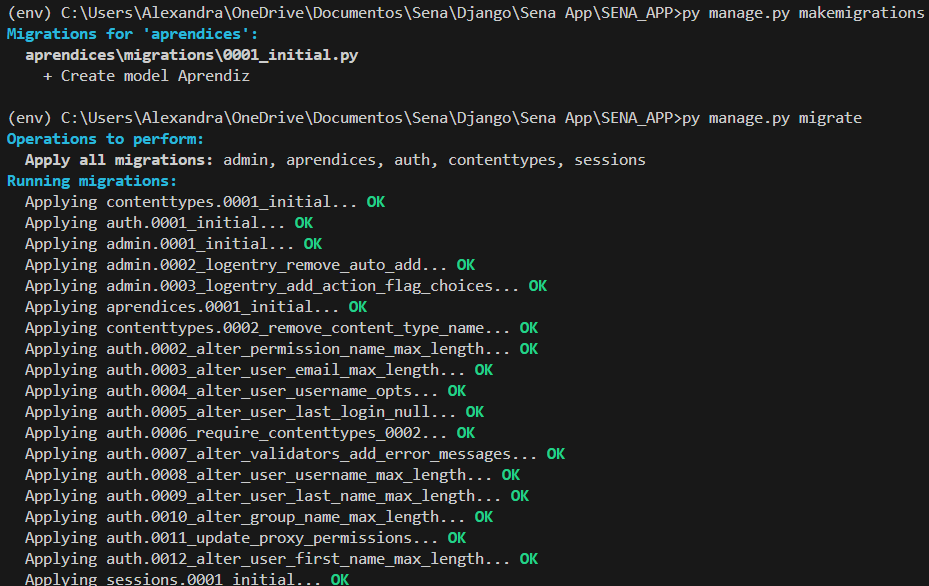 (env) C:\Users\Alexandra\OneDrive\Documentos\Sena\Django\Sena App\SENA_APP>py manage.py makemigrations
Migrations for 'aprendices':
  aprendices\migrations\0001_initial.py
    + Create model Aprendiz
(env) C:\Users\Alexandra\OneDrive\Documentos\Sena\Django\Sena App\SENA_APP>py manage.py migrate
Operations to perform:
  Apply all migrations: admin, aprendices, auth, contenttypes, sessions
Running migrations:
  Applying contenttypes.0001_initial... OK
  Applying auth.0001_initial... OK
  Applying admin.0001_initial... OK
  Applying admin.0002_logentry_remove_auto_add... OK
  Applying admin.0003_logentry_add_action_flag_choices... OK
  Applying aprendices.0001_initial... OK
  Applying contenttypes.0002_remove_content_type_name... OK
  Applying auth.0002_alter_permission_name_max_length... OK
  Applying auth.0003_alter_user_email_max_length... OK
  Applying auth.0004_alter_user_username_opts... OK
  Applying auth.0005_alter_user_last_login_null... OK
  Applying auth.0006_require_contenttypes_0002... OK
  Applying auth.0007_alter_validators_add_error_messages... OK
  Applying auth.0008_alter_user_username_max_length... OK
  Applying auth.0009_alter_user_last_name_max_length... OK
  Applying auth.0010_alter_group_name_max_length... OK
  Applying auth.0011_update_proxy_permissions... OK
  Applying auth.0012_alter_user_first_name_max_length... OK
  Applying sessions.0001_initial... OK